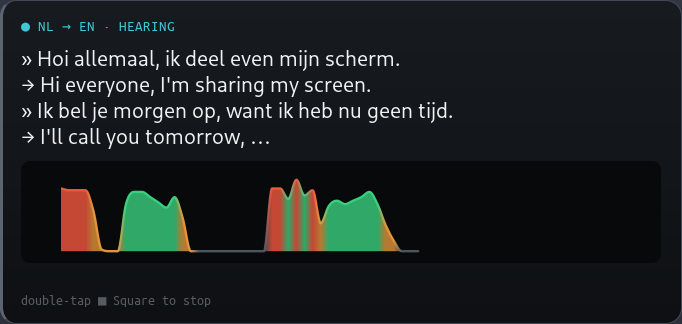 ● NL → EN · HEARING
» Hoi allemaal, ik deel even mijn scherm.
→ Hi everyone, I'm sharing my screen.
» Ik bel je morgen op, want ik heb nu geen tijd.
→ I'll call you tomorrow, …
double-tap ■ Square to stop